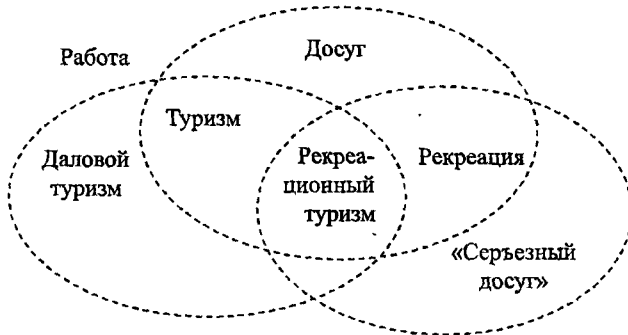 Работа
Досуг
Туризм
Даловой
туризм
Рекреа-
ционный
туризм
Рекреация
«Серъезный
досуг»